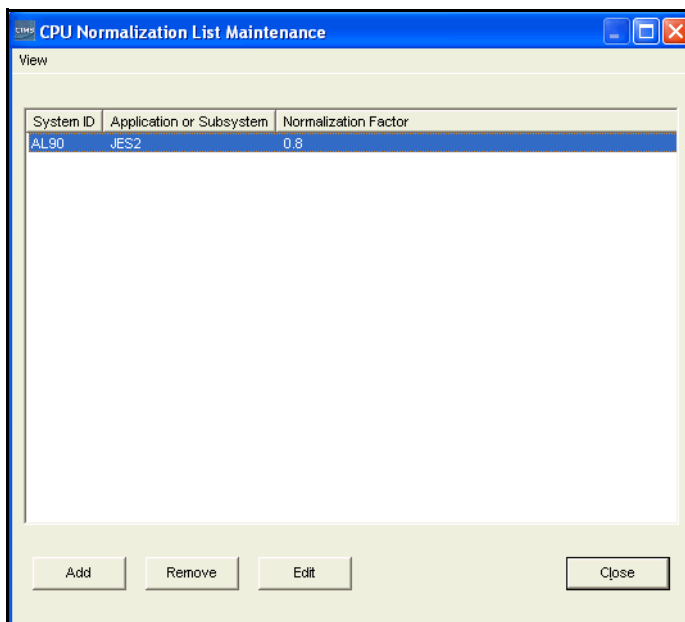 CIMS CPU Normalization List Maintenance
View
System ID Application or Subsystem Normalization Factor
AL90 JES2 0.8
Add Remove Edit Close